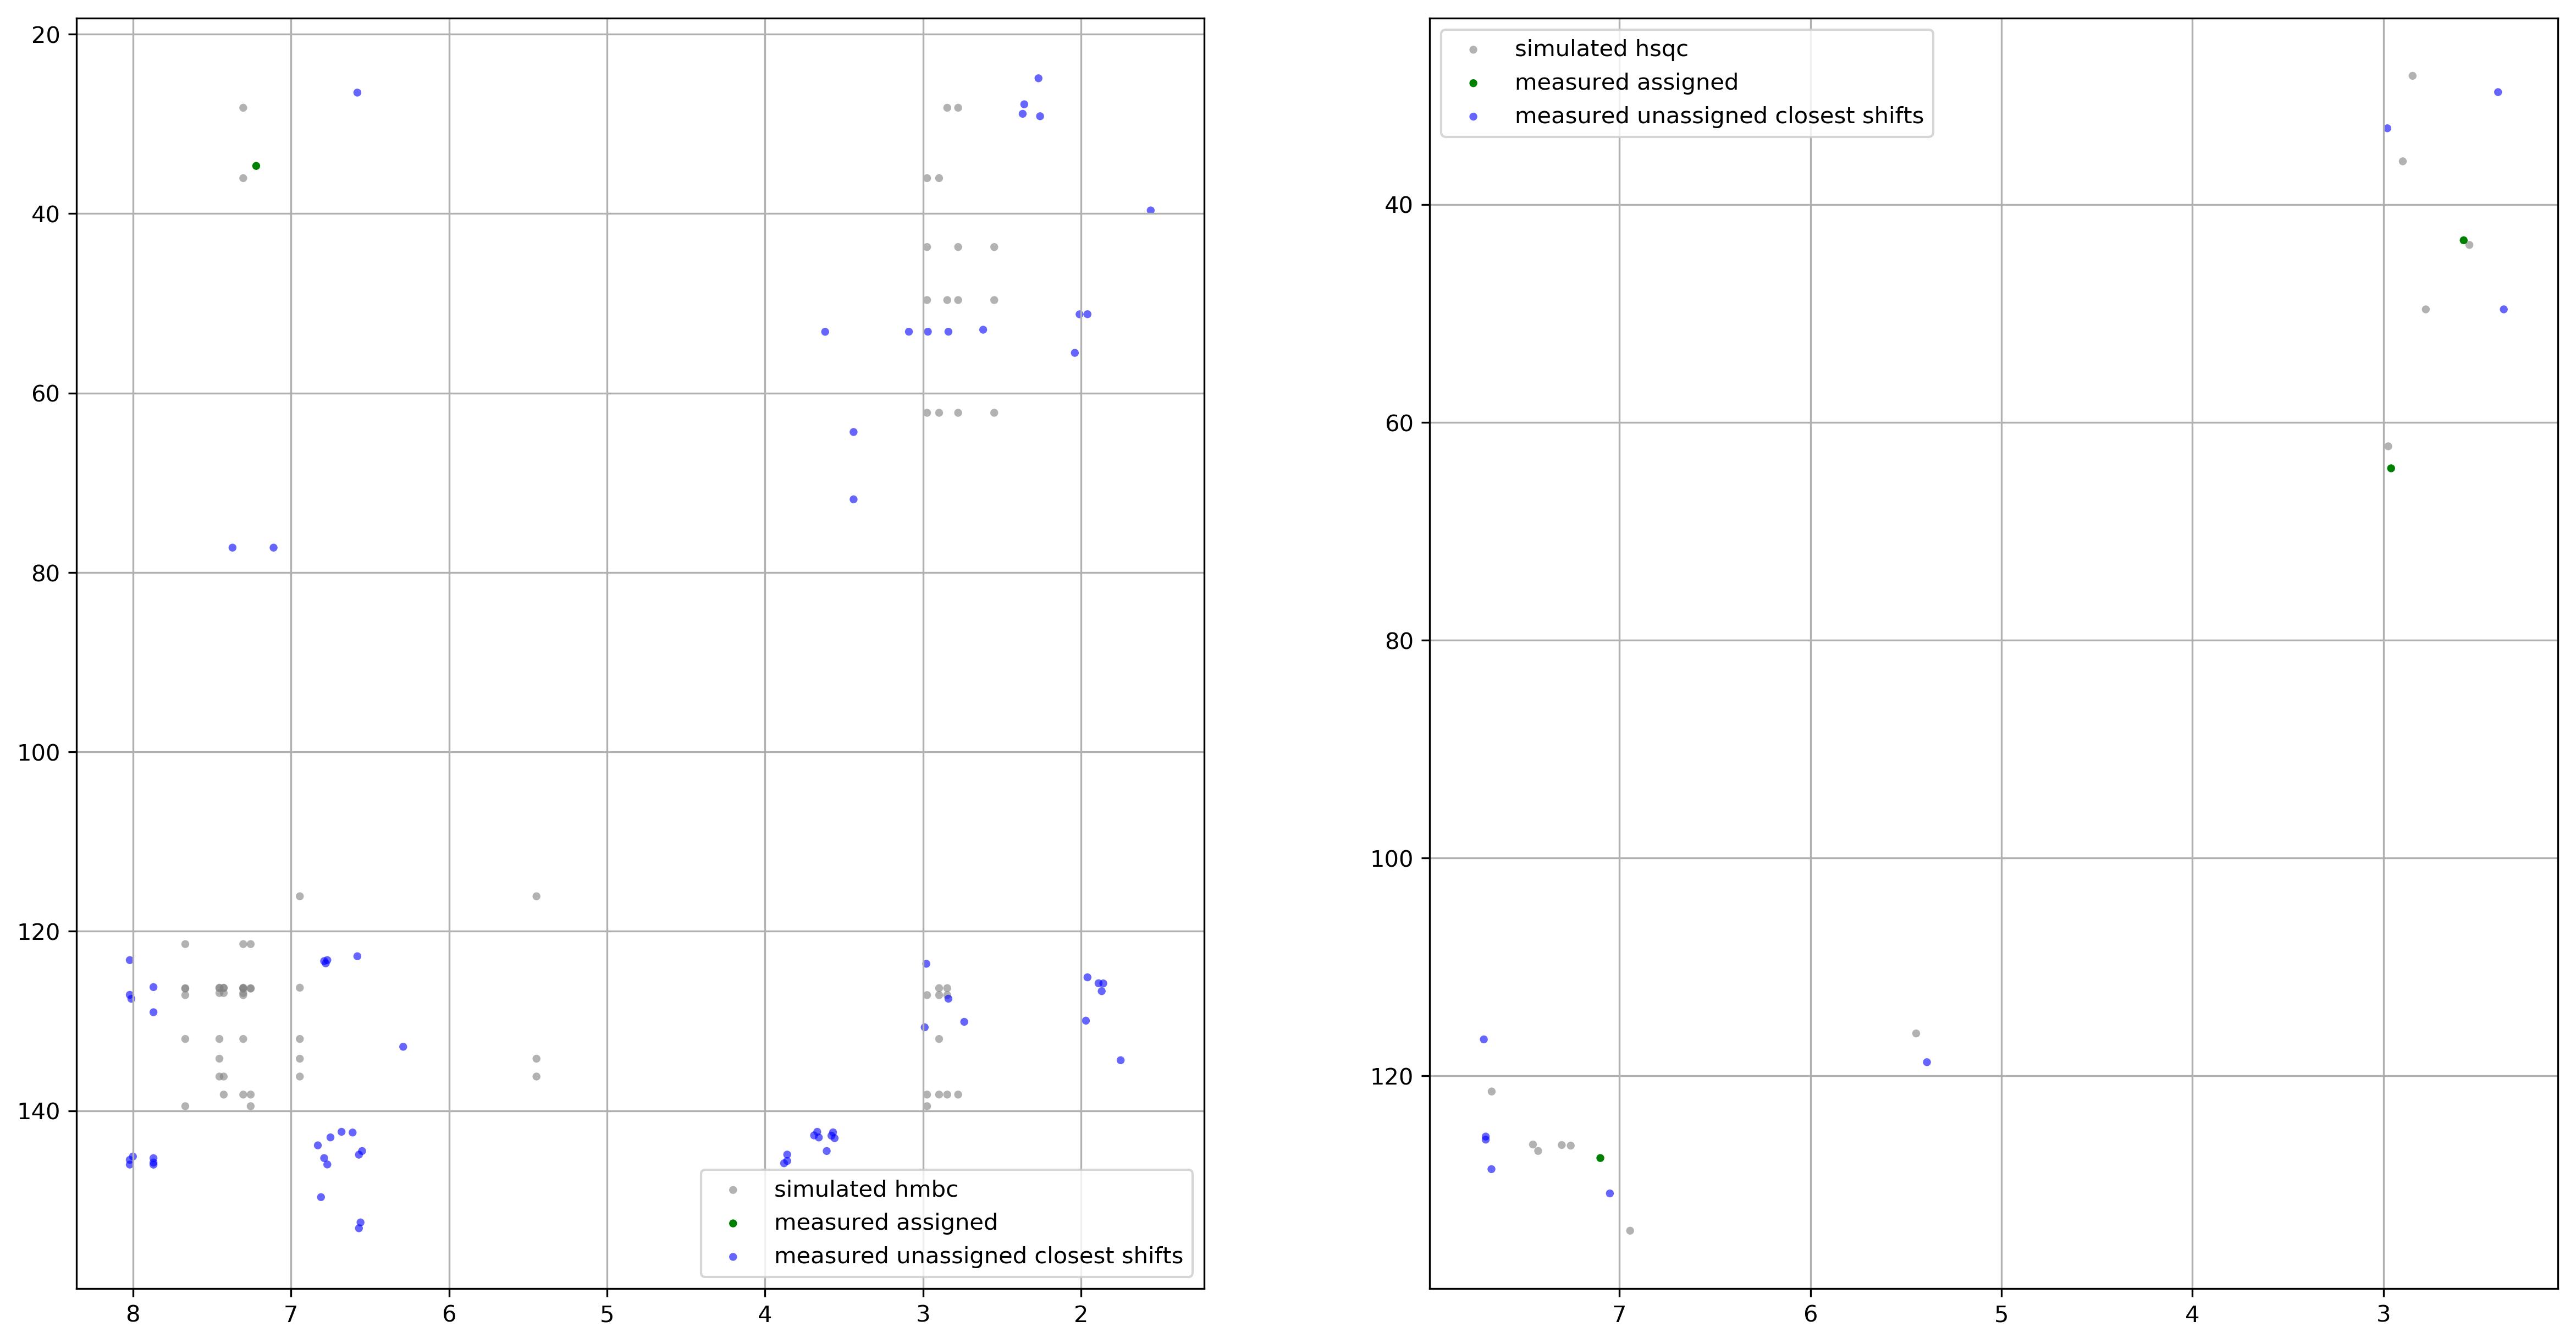 20
40
60
80
100
120
140
8 7 6 5 4 3 2
simulated hmbc
measured assigned
measured unassigned closest shifts
simulated hsqc
measured assigned
measured unassigned closest shifts
40
60
80
100
120
7 6 5 4 3